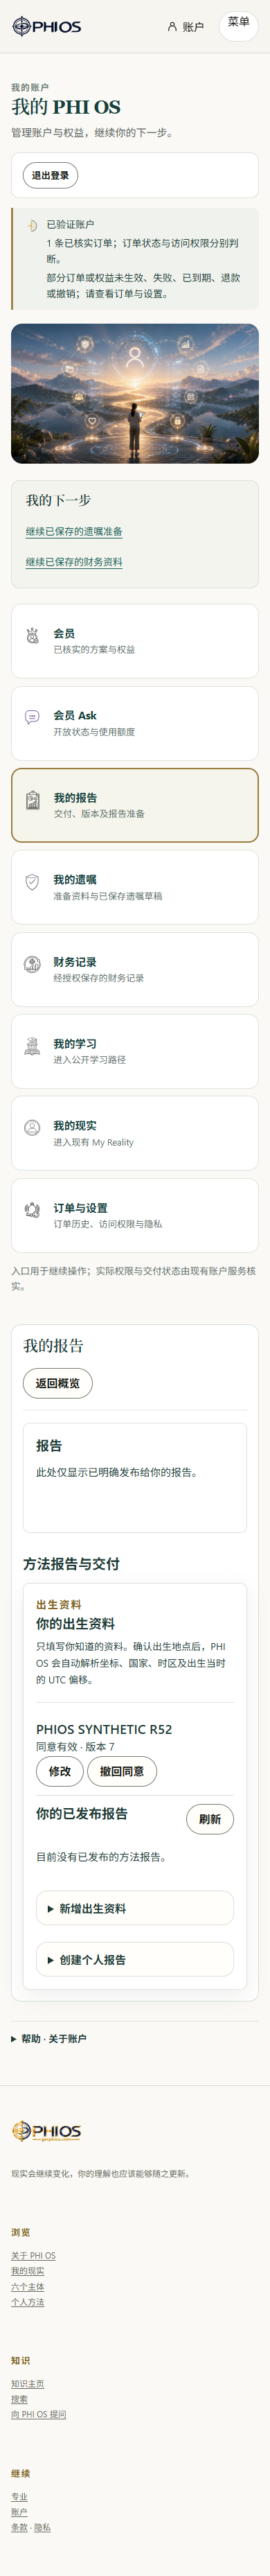 PHIOS
账户
菜单
我的账户
我的 PHI OS
管理账户与权益，继续你的下一步。
退出登录
已验证账户
1 条已核实订单；订单状态与访问权限分别判
断。
部分订单或权益未生效、失败、已到期、退款
或撤销；请查看订单与设置。
我的下一步
继续已保存的遗嘱准备
继续已保存的财务资料
会员
已核实的方案与权益
会员 Ask
开放状态与使用额度
我的报告
交付、版本及报告准备
我的遗嘱
准备资料与已保存遗嘱草稿
财务记录
经授权保存的财务记录
我的学习
进入公开学习路径
我的现实
进入现有 My Reality
订单与设置
订单历史、访问权限与隐私
入口用于继续操作；实际权限与交付状态由现有账户服务核
实。
我的报告
返回概览
报告
此处仅显示已明确发布给你的报告。
方法报告与交付
出生资料
你的出生资料
只填写你知道的资料。确认出生地点后，PHI
OS 会自动解析坐标、国家、时区及出生当时
的 UTC 偏移。
PHIOS SYNTHETIC R52
同意有效 · 版本 7
修改
撤回同意
你的已发布报告
刷新
目前没有已发布的方法报告。
▶ 新增出生资料
▶ 创建个人报告
▶ 帮助 · 关于账户
PHIOS
现实会继续变化，你的理解也应该能够随之更新。
浏览
关于 PHI OS
我的现实
六个主体
个人方法
知识
知识主页
搜索
向 PHI OS 提问
继续
专业
账户
条款 · 隐私